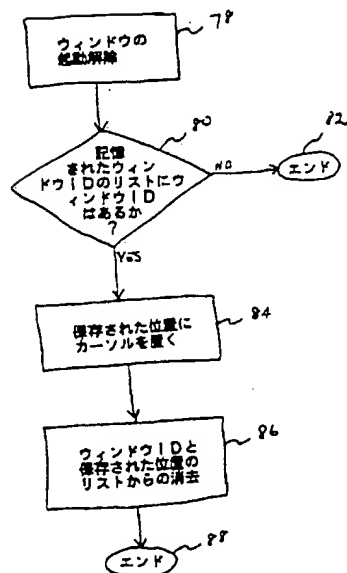 ウィンドウの
起動解除
78
記憶
されたウィン
ドウIDのリストにウ
ィンドウID
はあるか
?
80
NO
エンド
82
YES
保存された位置に
カーソルを置く
84
ウィンドウIDと
保存された位置の
リストからの消去
86
エンド
88